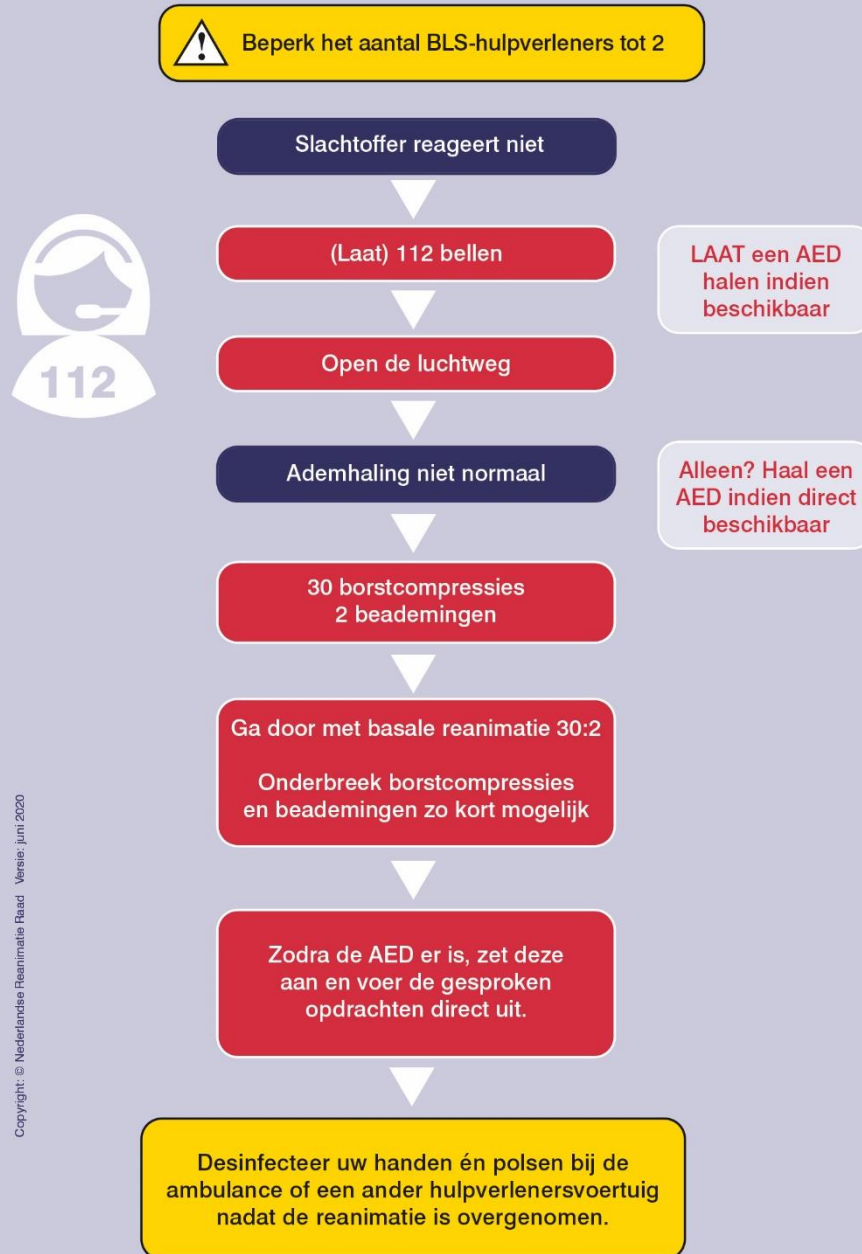 Beperk het aantal BLS-hulpverleners tot 2
Slachtoffer reageert niet
(Laat) 112 bellen
LAAT een AED
halen indien
beschikbaar
112
Open de luchtweg
Ademhaling niet normaal
Alleen? Haal een
AED indien direct
beschikbaar
30 borstcompressies
2 beademingen
Ga door met basale reanimatie 30:2
Onderbreek borstcompressies
en beademingen zo kort mogelijk
Zodra de AED er is, zet deze
aan en voer de gesproken
opdrachten direct uit.
Desinfecteer uw handen én polsen bij de
ambulance of een ander hulpverlenersvoertuig
nadat de reanimatie is overgenomen.
Copyright: © Nederlandse Reanimatie Raad Versie: juni 2020